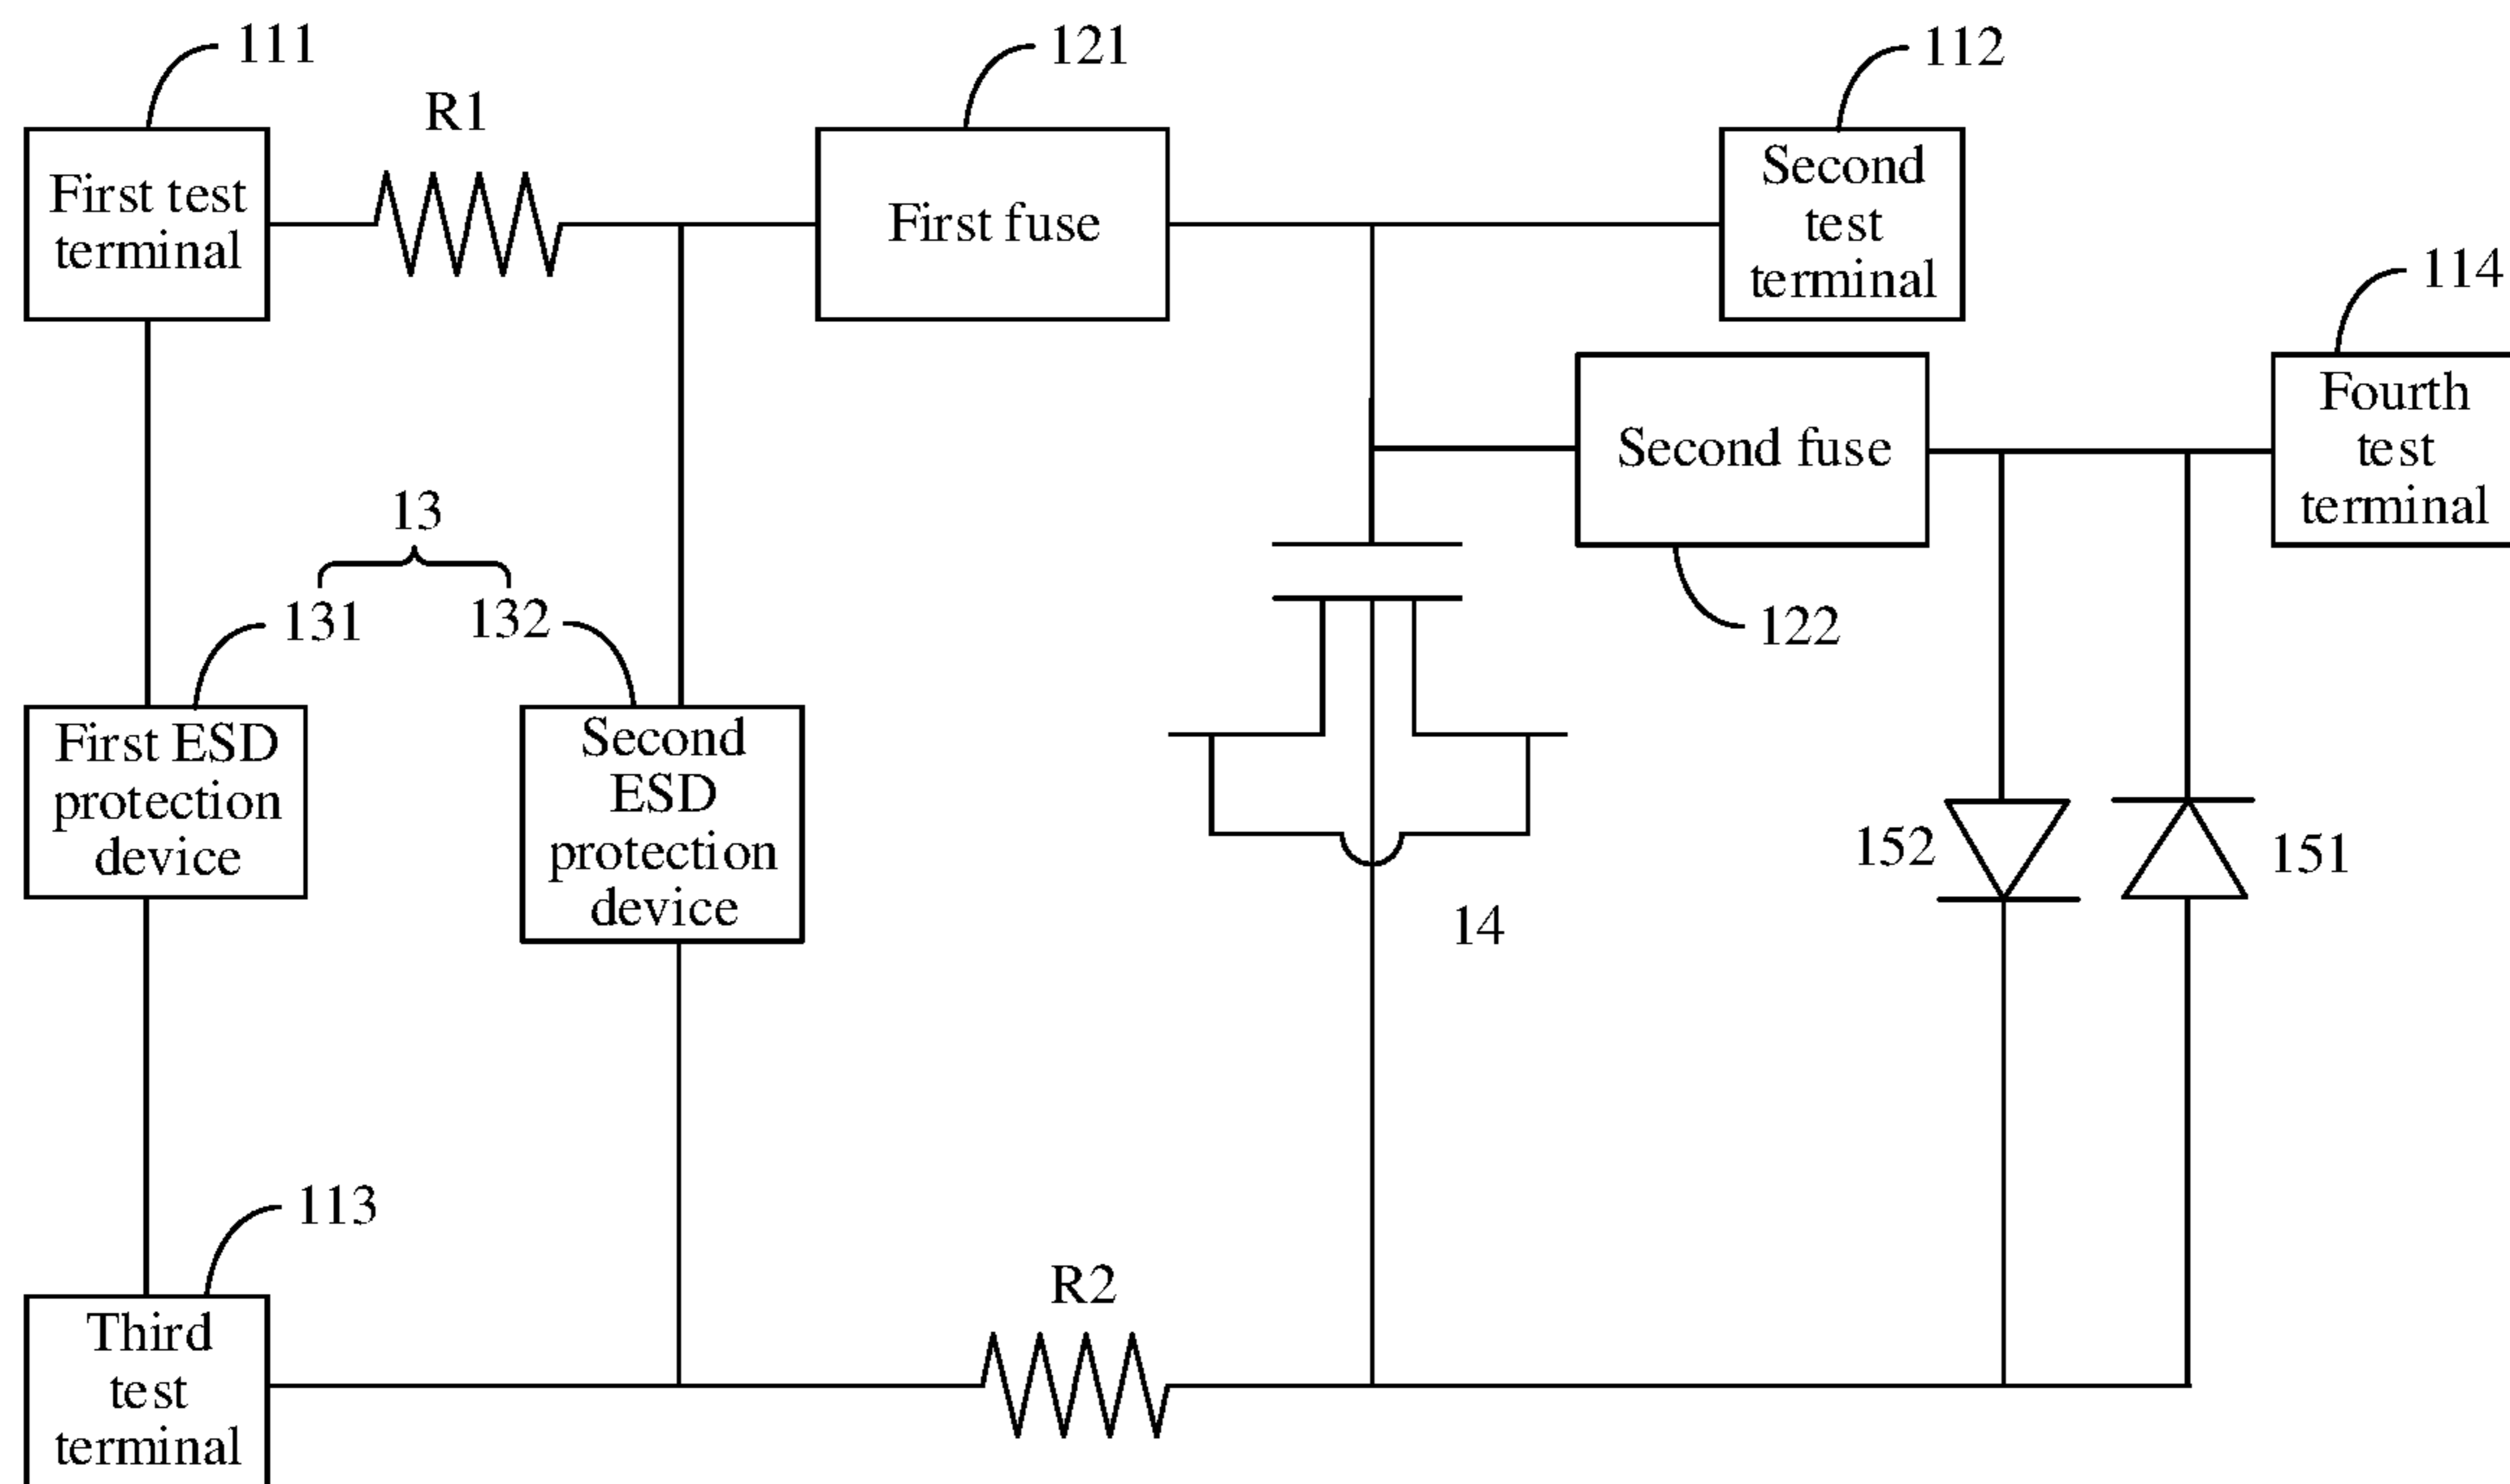 111
121
112
R1
First test
terminal
First fuse
Second
test
terminal
114
Second fuse
Fourth
test
terminal
13
131
132
122
First ESD
protection
device
Second
ESD
protection
device
152
151
14
113
R2
Third
test
terminal